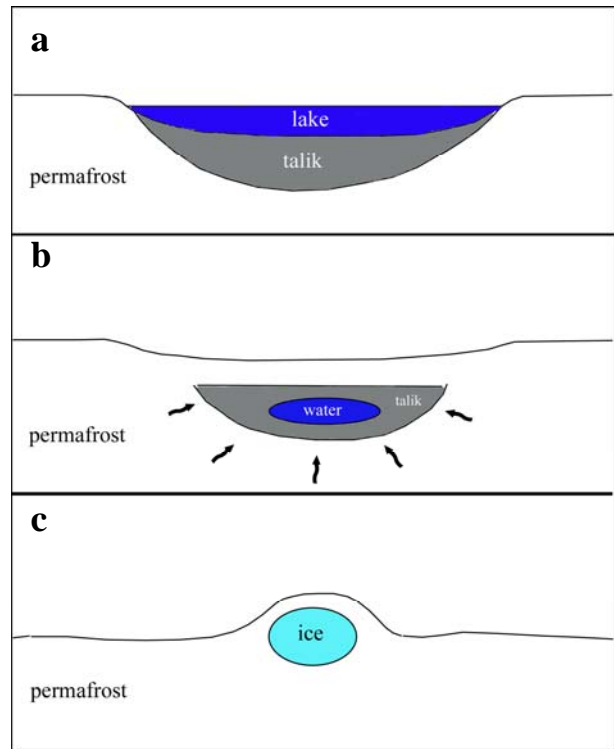 a
lake
talik
permafrost
b
talik
water
permafrost
c
ice
permafrost